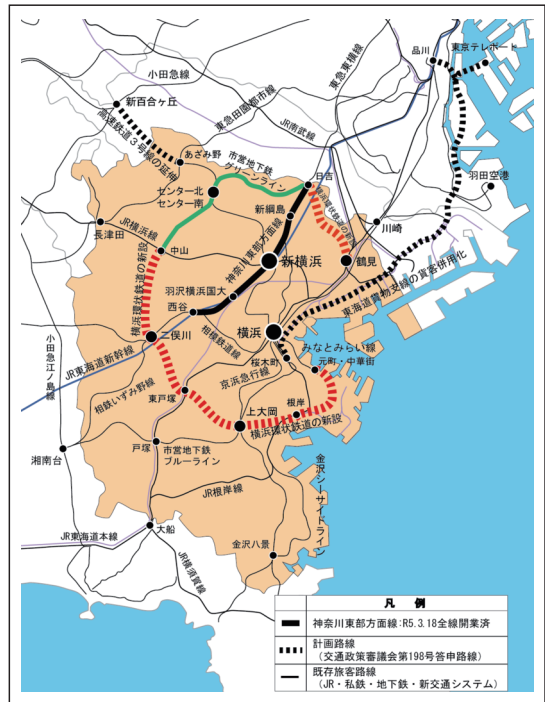 品川
東京テレポート
小田急線
東急東横線
新百合ヶ丘
JR南武線
東急田園都市線
高速鉄道3号線の延伸
あざみ野
市営地下鉄
グリーンライン
日吉
羽田空港
センター北
センター南
新綱島
横浜環状鉄道の新設
川崎
JR横浜線
長津田
中山
神奈川東部方面線
新横浜
鶴見
東海道貨物支線の貨客併用化
横浜環状鉄道の新設
羽沢横浜国大
西谷
横浜
相模鉄道線
みなとみらい線
元町・中華街
二俣川
桜木町
小田急江ノ島線
JR東海道新幹線
京浜急行線
相鉄いずみ野線
東戸塚
根岸
上大岡
横浜環状鉄道の新設
戸塚
市営地下鉄
ブルーライン
湘南台
JR根岸線
金沢シーサイドライン
JR東海道本線
大船
金沢八景
JR横須賀線
凡 例
神奈川東部方面線:R5.3.18全線開業済
計画路線
(交通政策審議会第198号答申路線)
既存旅客路線
(JR・私鉄・地下鉄・新交通システム)